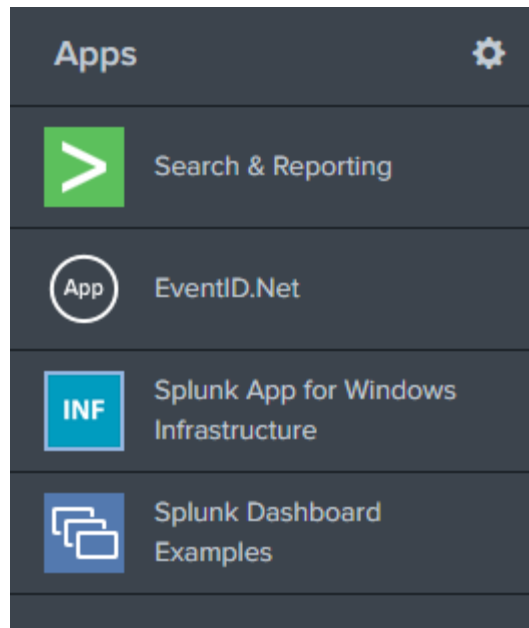 Apps
Search & Reporting
App
EventID.Net
INF
Splunk App for Windows
Infrastructure
Splunk Dashboard
Examples